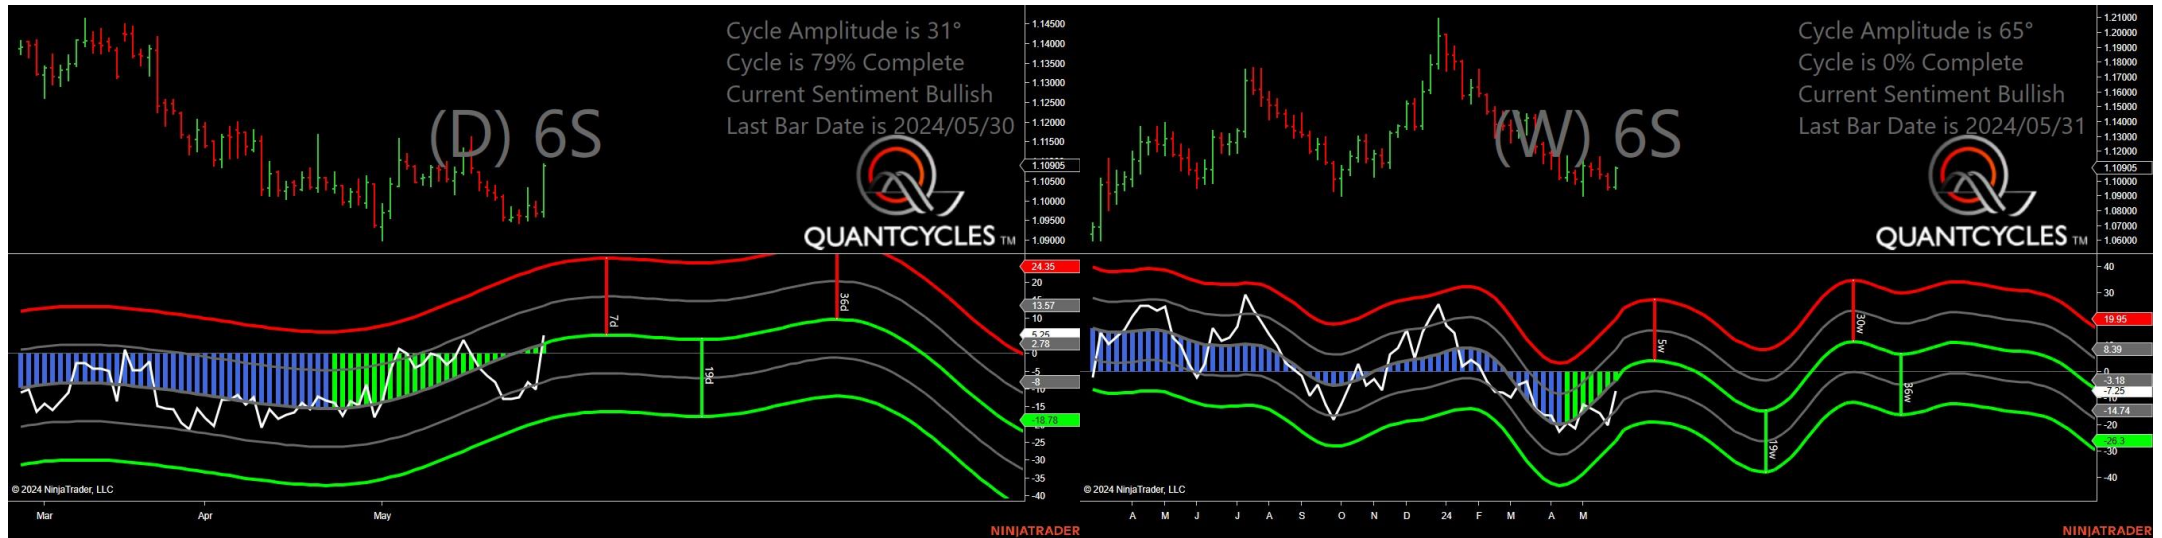 Cycle Amplitude is 31°
Cycle is 79% Complete
Current Sentiment Bullish
Last Bar Date is 2024/05/30
(D) 6S
QUANTCYCLES TM
1.14500
1.14000
1.13500
1.13000
1.12500
1.12000
1.11500
1.10905
1.10500
1.10000
1.09500
1.09000
24.35
20
13.57
10
5.25
2.78
0
-5
-8
-15
-18.78
-25
-30
-35
-40
7d
19d
36d
© 2024 NinjaTrader, LLC
Mar Apr May
NINJATRADER
Cycle Amplitude is 65°
Cycle is 0% Complete
Current Sentiment Bullish
Last Bar Date is 2024/05/31
(W) 6S
QUANTCYCLES TM
1.21000
1.20000
1.19000
1.18000
1.17000
1.16000
1.15000
1.14000
1.13000
1.12000
1.10905
1.10000
1.09000
1.08000
1.07000
1.06000
40
30
19.95
8.39
0
-3.18
-7.25
-14.74
-20
-26.3
-30
-40
5w
19w
30w
36w
© 2024 NinjaTrader, LLC
A M J J A S O N D 24 F M A M
NINJATRADER